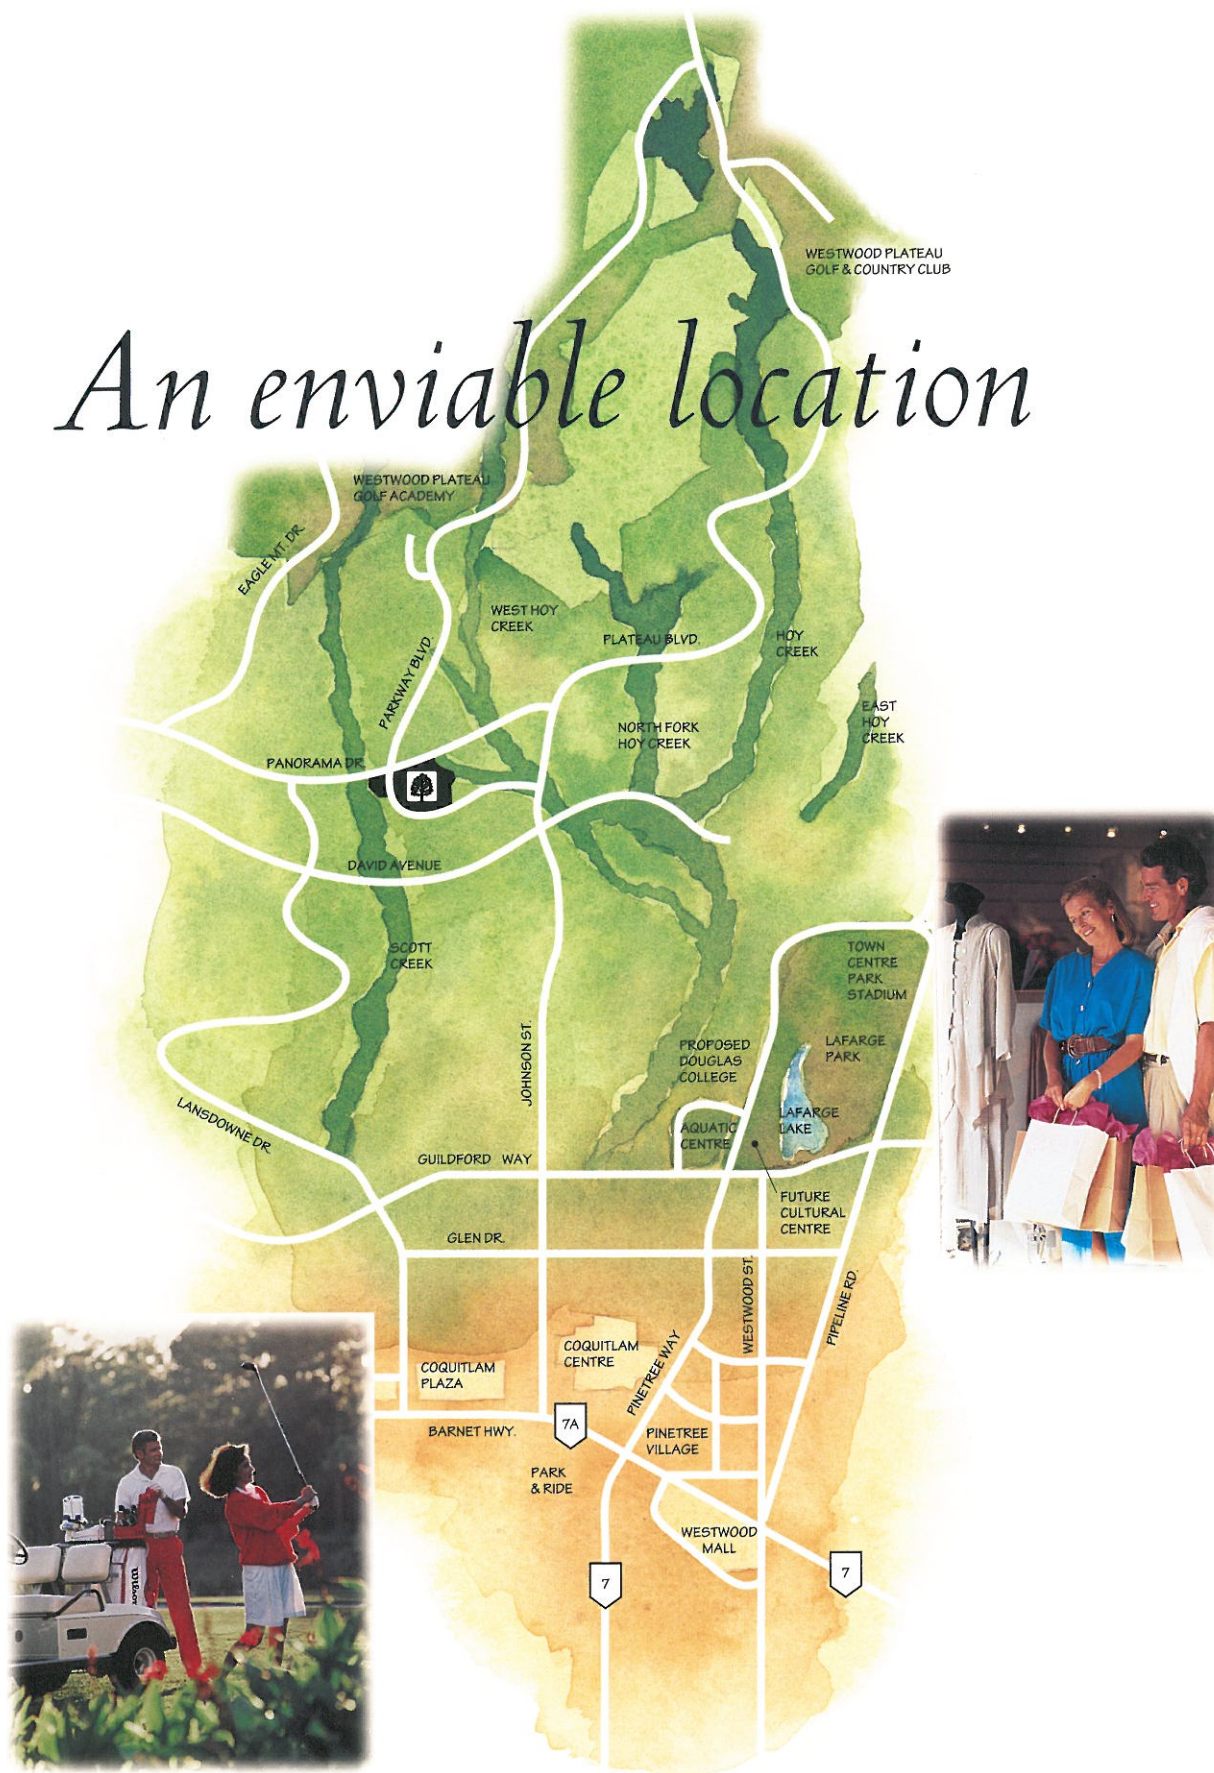 WESTWOOD PLATEAU
GOLF & COUNTRY CLUB
An enviable location
WESTWOOD PLATEAU
GOLF ACADEMY
EAGLE MT. DR.
WEST HOY
CREEK
PARKWAY BLVD.
PLATEAU BLVD.
HOY
CREEK
EAST
HOY
CREEK
NORTH FORK
HOY CREEK
PANORAMA DR.
DAVID AVENUE
SCOTT
CREEK
TOWN
CENTRE
PARK
STADIUM
JOHNSON ST.
PROPOSED
DOUGLAS
COLLEGE
LAFARGE
PARK
LANSDOWNE DR.
AQUATIC
CENTRE
LAFARGE
LAKE
GUILDFORD WAY
FUTURE
CULTURAL
CENTRE
GLEN DR.
WESTWOOD ST.
PIPELINE RD.
COQUITLAM
CENTRE
COQUITLAM
PLAZA
PINETREE WAY
BARNET HWY.
7A
PINETREE
VILLAGE
PARK
& RIDE
WESTWOOD
MALL
7
7
Wilson